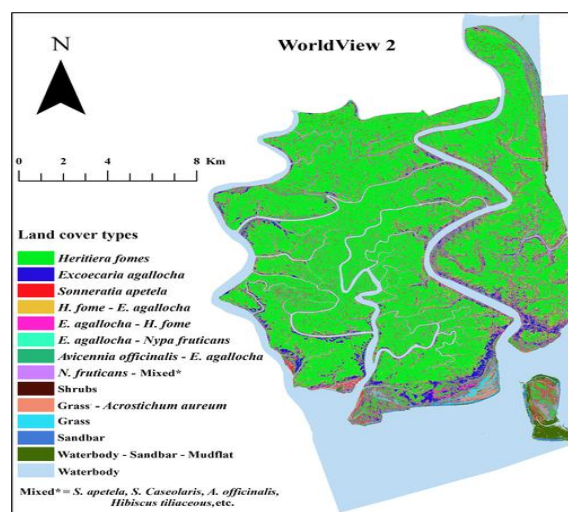 WorldView 2
N
0 2 4 8 Km
Land cover types
Heritiera fomes
Excoecaria agallocha
Sonneratia apetela
H. fome - E. agallocha
E. agallocha - H. fome
E. agallocha - Nypa fruticans
Avicennia officinalis - E. agallocha
N. fruticans - Mixed*
Shrubs
Grass - Acrostichum aureum
Grass
Sandbar
Waterbody - Sandbar - Mudflat
Waterbody
Mixed* = S. apetela, S. Caseolaris, A. officinalis,
Hibiscus tiliaceous,etc.